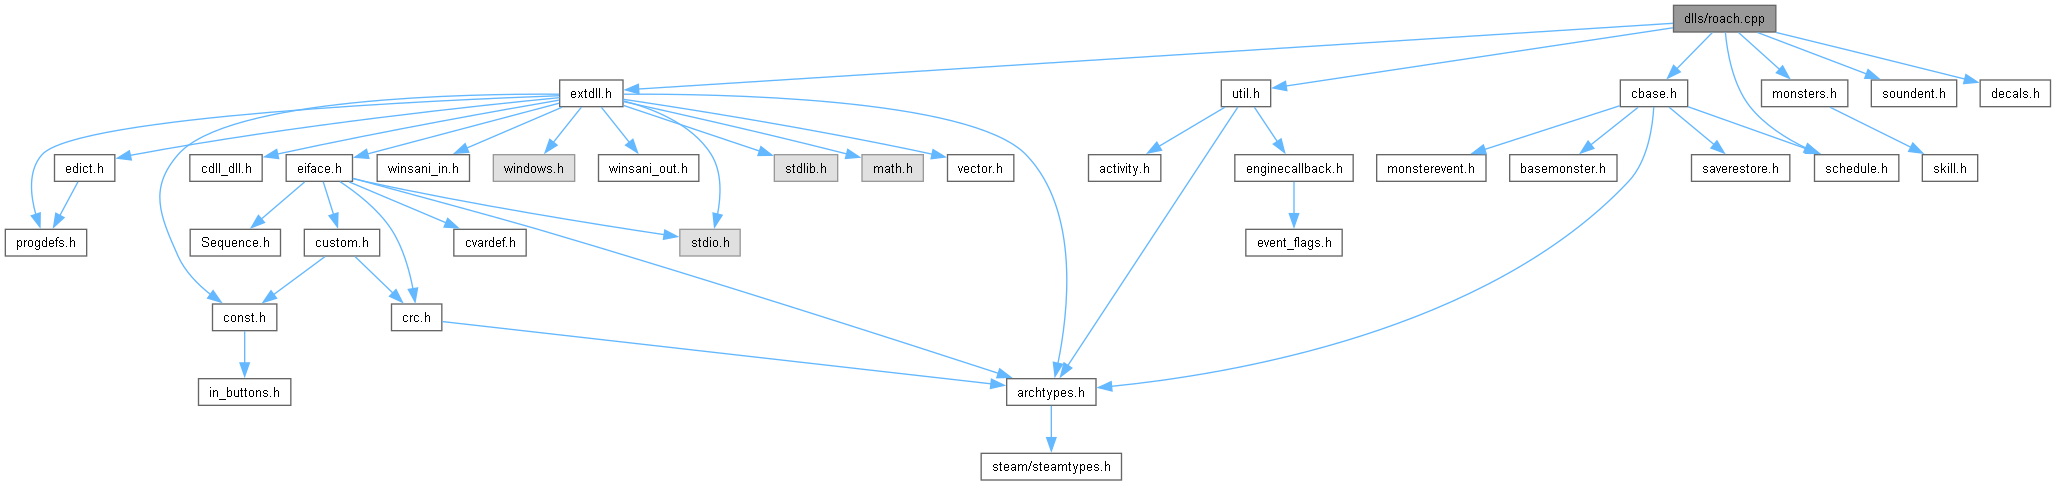 dlls/roach.cpp
extdll.h
util.h
cbase.h
monsters.h
soundent.h
decals.h
edict.h
cdll_dll.h
eiface.h
winsani_in.h
windows.h
winsani_out.h
stdlib.h
math.h
vector.h
activity.h
enginecallback.h
monsterevent.h
basemonster.h
saverestore.h
schedule.h
skill.h
progdefs.h
Sequence.h
custom.h
cvardef.h
stdio.h
event_flags.h
const.h
crc.h
in_buttons.h
archtypes.h
steam/steamtypes.h